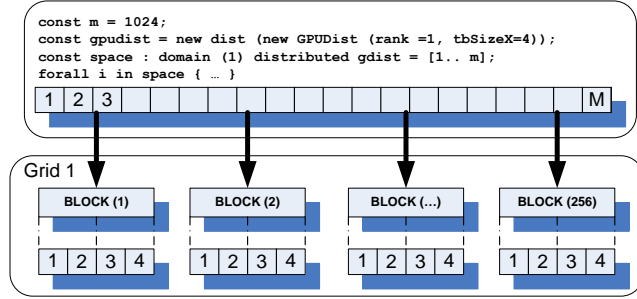 const m = 1024;
const gpudist = new dist (new GPUDist (rank =1, tbSizeX=4));
const space : domain (1) distributed gdist = [1.. m];
forall i in space { … }
1 2 3 M
Grid 1
BLOCK (1) BLOCK (2) BLOCK (...) BLOCK (256)
1 2 3 4 1 2 3 4 1 2 3 4 1 2 3 4